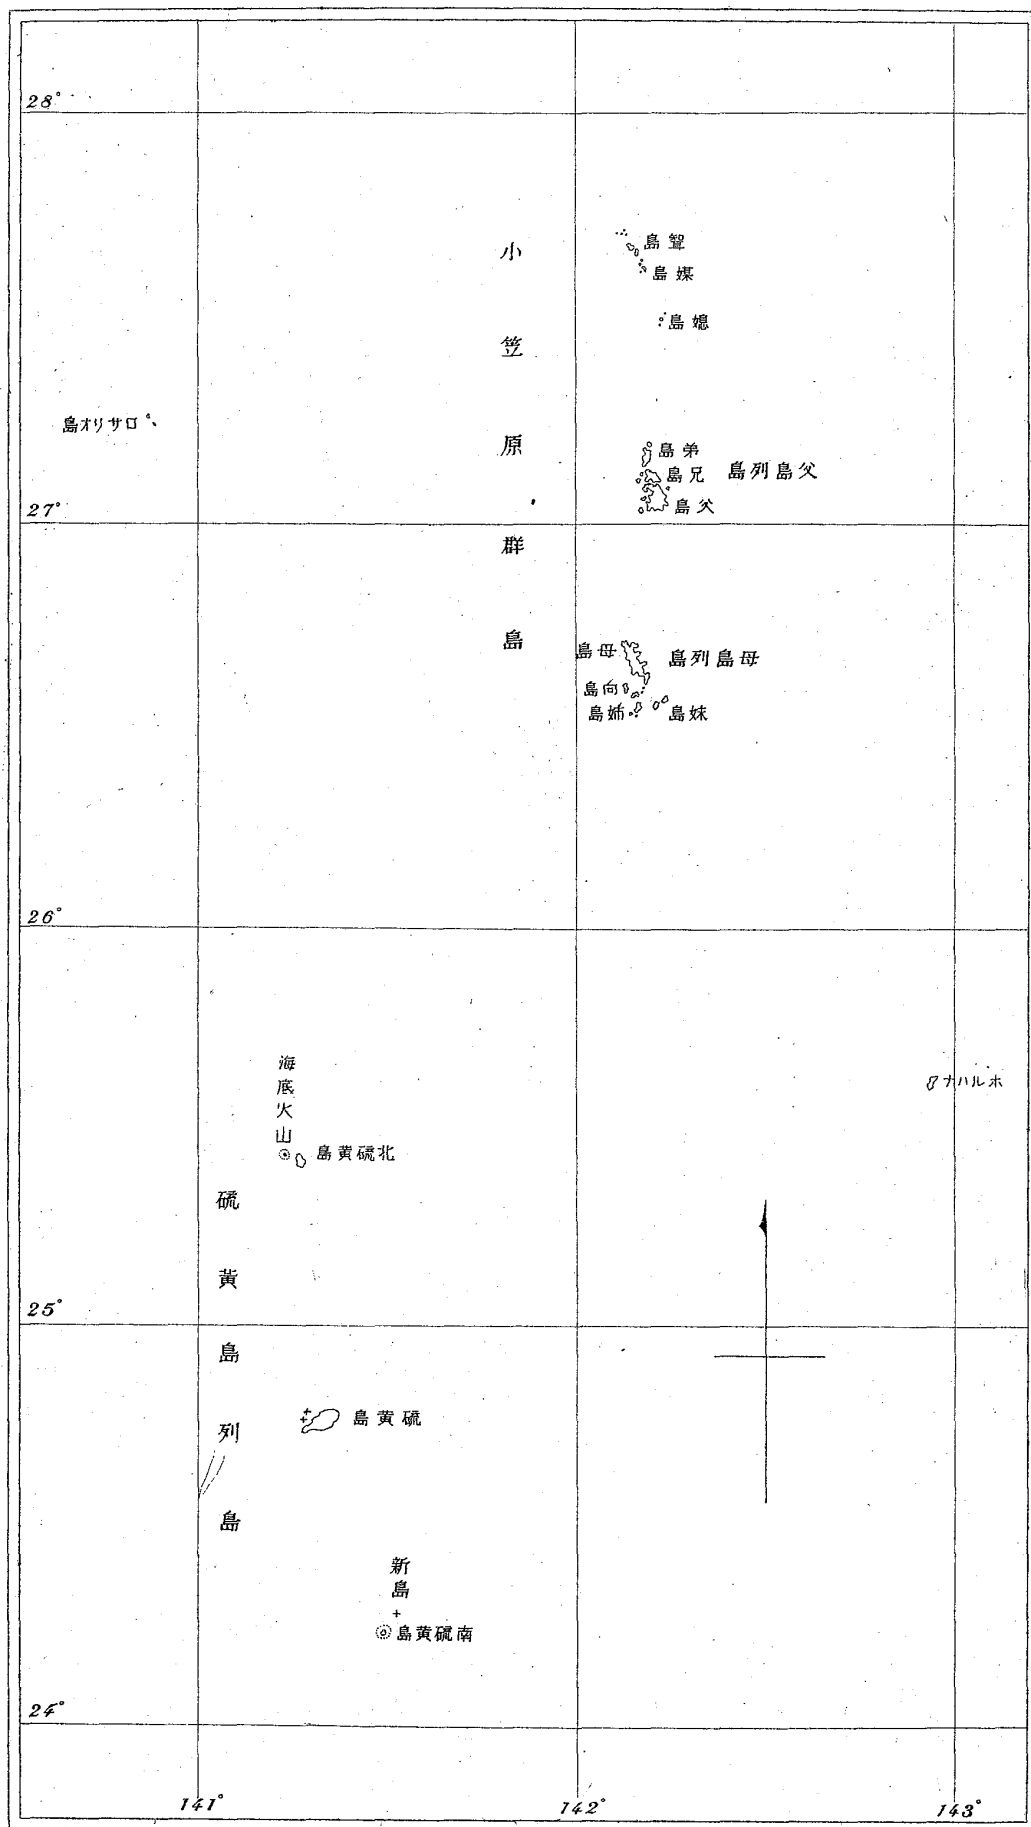 28°
小笠原群島
聟島
媒島
媳島
ロサリオ島
弟島
兄島
父島列島
父島
27°
母島
母島列島
向島
姉島
妹島
26°
ホルハナ
海底火山
北硫黄島
硫黄島列島
25°
硫黄島
新島
南硫黄島
24°
141°
142°
143°